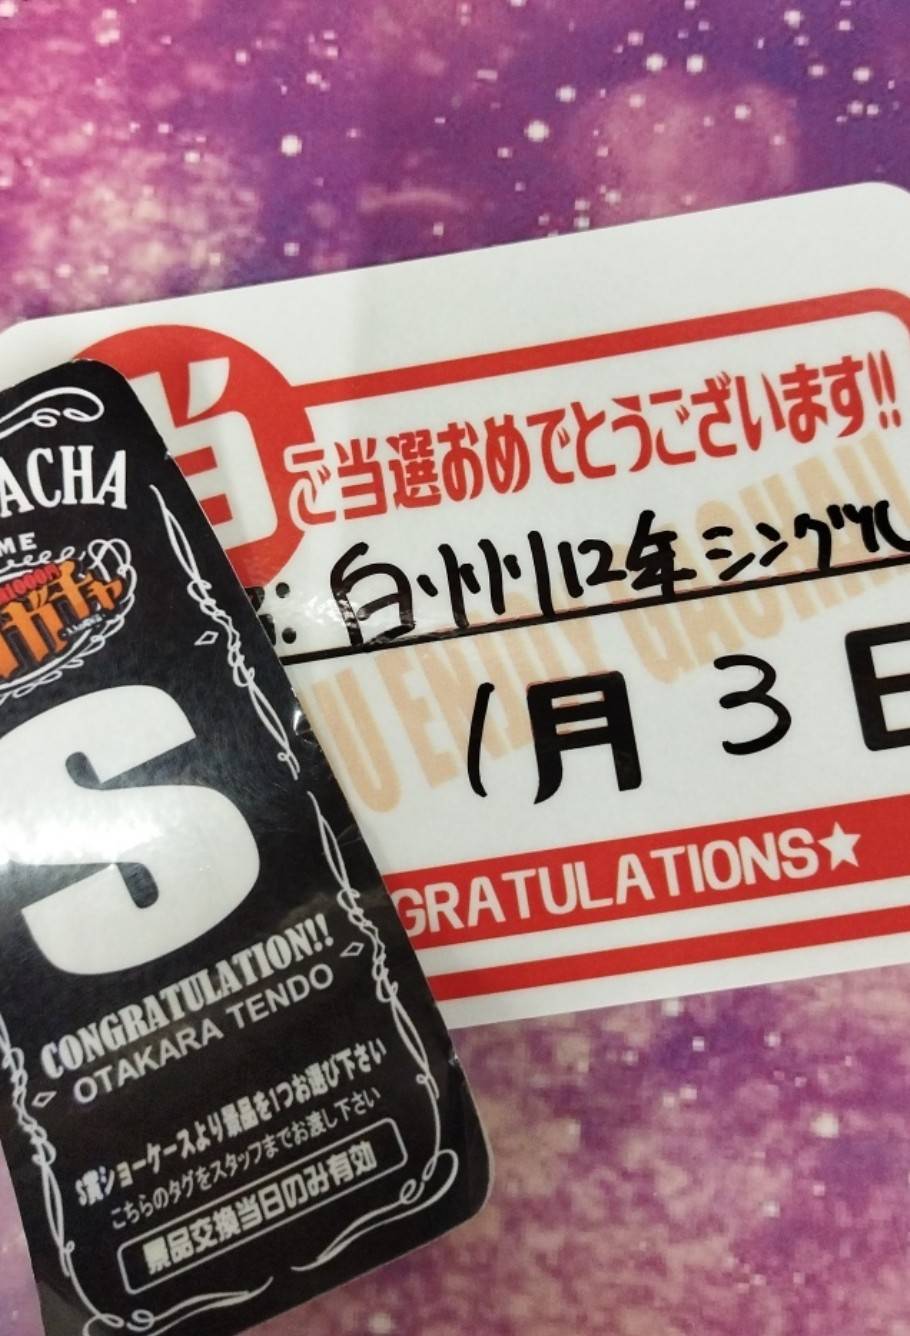 当
ご当選おめでとうございます!!
白州12年シングル
1月3日
U ENJOY GACHA
GRATULATIONS★
ACHA
ME
ガチャ
S
CONGRATULATION!!
OTAKARA TENDO
S賞ショーケースより景品を1つお選び下さい
こちらのタグをスタッフまでお渡し下さい
景品交換当日のみ有効